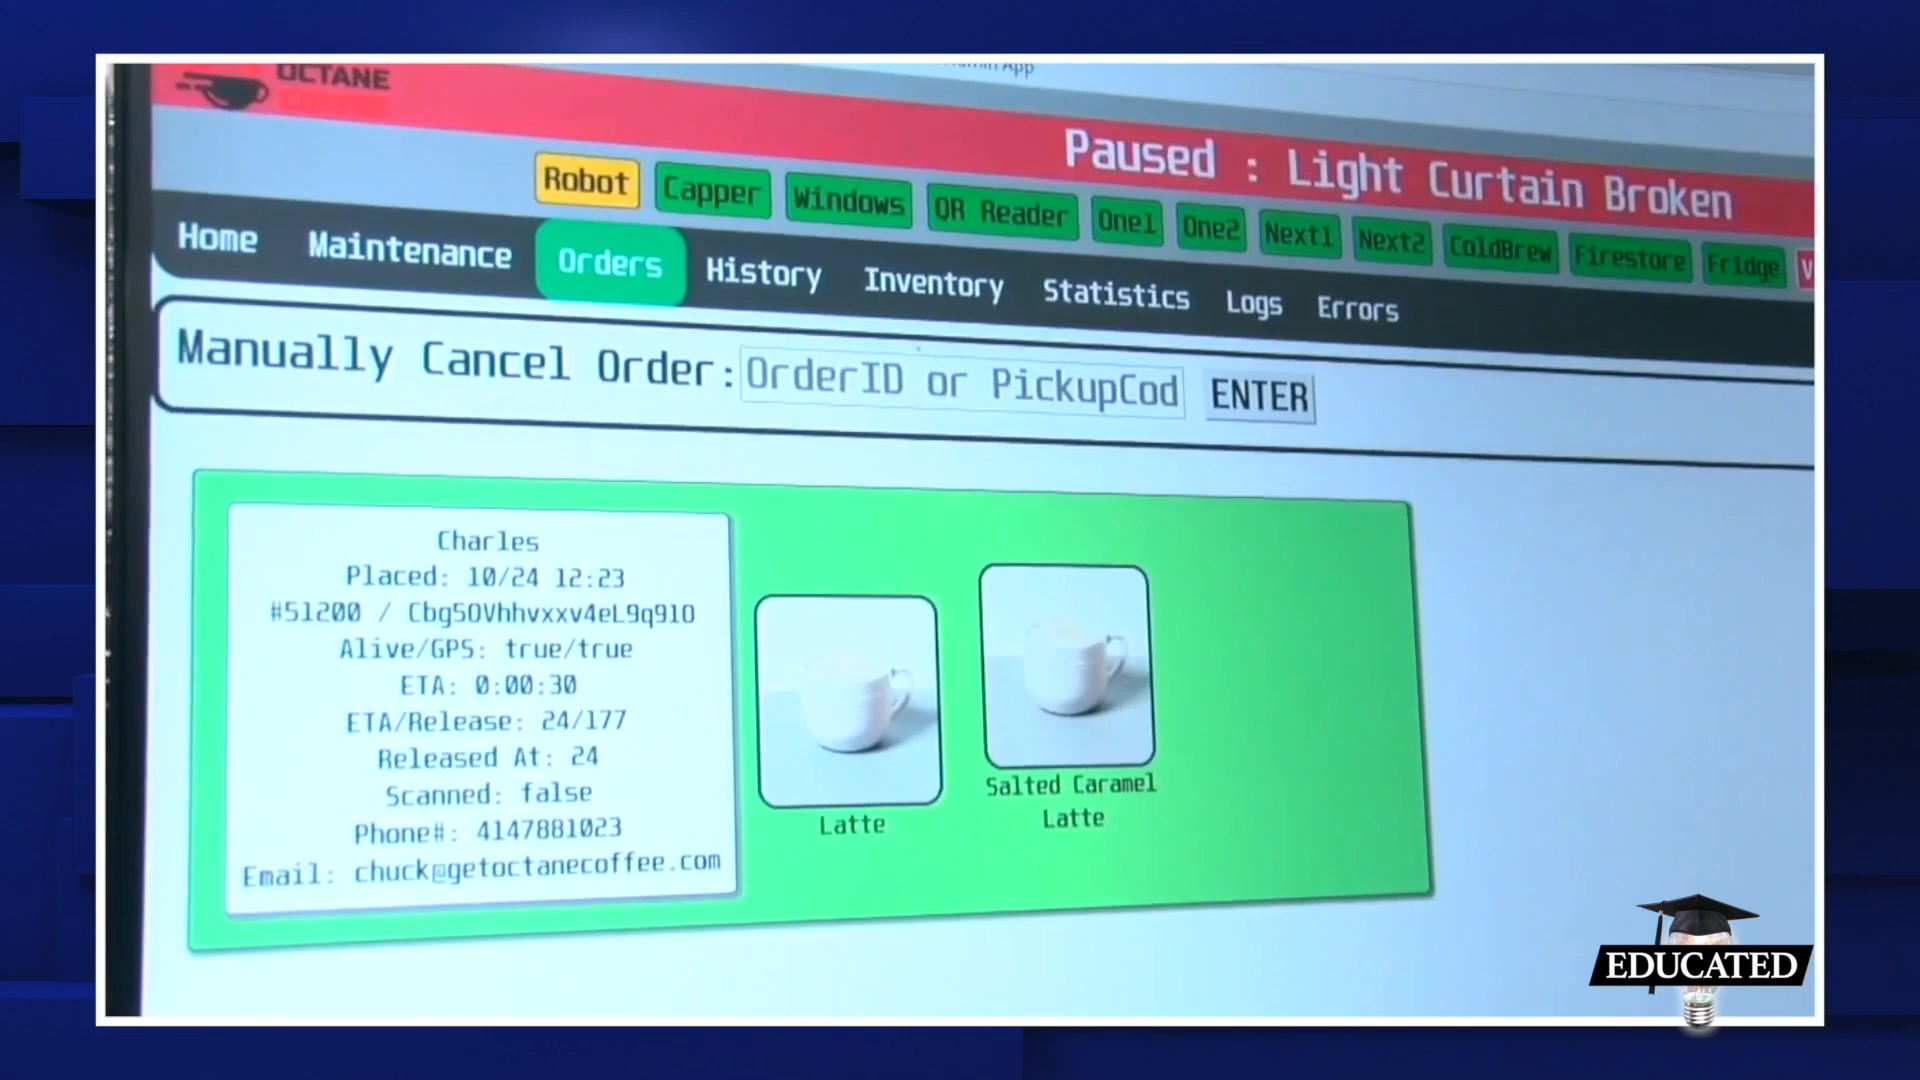 OCTANE
COFFEE
App
Paused : Light Curtain Broken
Robot Capper Windows QR Reader One1 One2 Next1 Next2 ColdBrew Firestore Fridge
Home Maintenance Orders History Inventory Statistics Logs Errors
Manually Cancel Order: OrderID or PickupCod ENTER
Charles
Placed: 10/24 12:23
#51200 / Cbg5OVhhvxxv4eL9q91O
Alive/GPS: true/true
ETA: 0:00:30
ETA/Release: 24/177
Released At: 24
Scanned: false
Phone#: 4147881023
Email: chuck@getoctanecoffee.com
Latte
Salted Caramel
Latte
EDUCATED